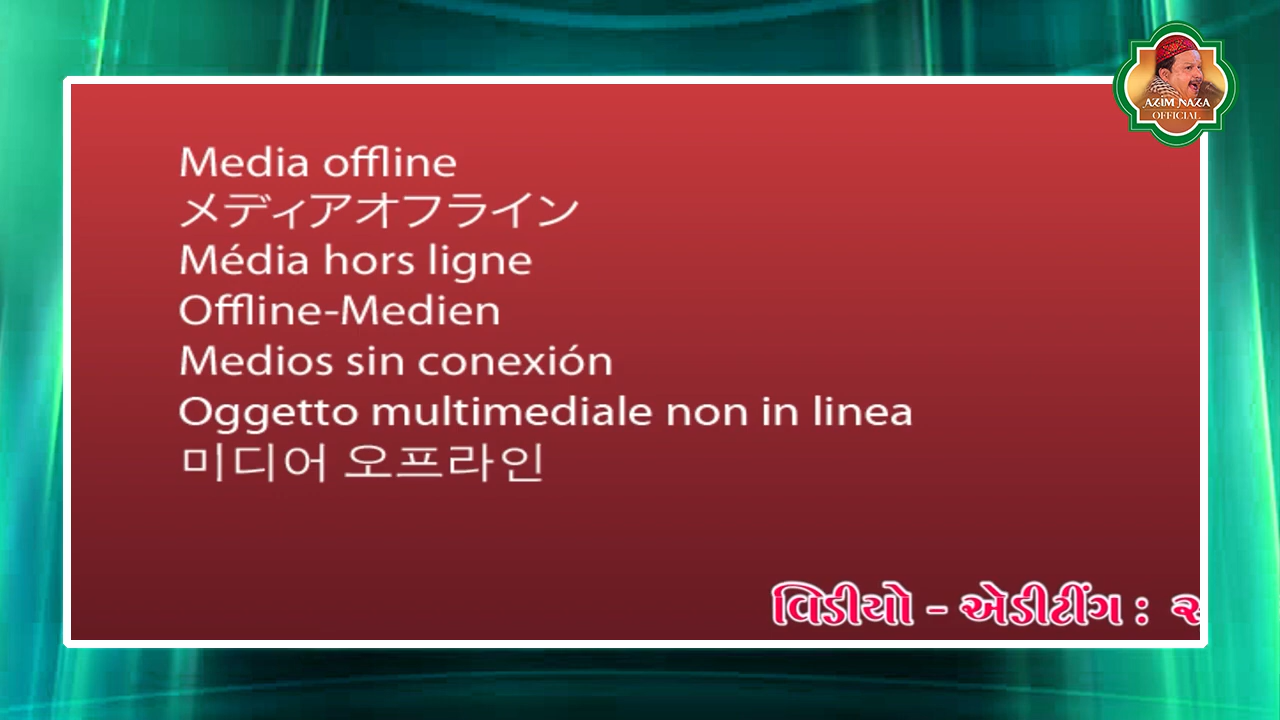 AZIM NAZA
OFFICIAL
Media offline
メディアオフライン
Média hors ligne
Offline-Medien
Medios sin conexión
Oggetto multimediale non in linea
미디어 오프라인
વિડીયો - એડીટીંગ :